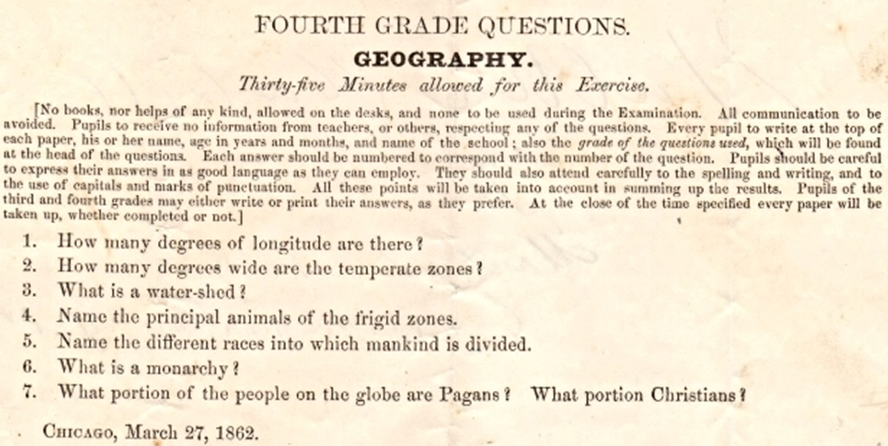 FOURTH GRADE QUESTIONS.
GEOGRAPHY.
Thirty-five Minutes allowed for this Exercise.
[No books, nor helps of any kind, allowed on the desks, and none to be used during the Examination. All communication to be
avoided. Pupils to receive no information from teachers, or others, respecting any of the questions. Every pupil to write at the top of
each paper, his or her name, age in years and months, and name of the school; also the grade of the questions used, which will be found
at the head of the questions. Each answer should be numbered to correspond with the number of the question. Pupils should be careful
to express their answers in as good language as they can employ. They should also attend carefully to the spelling and writing, and to
the use of capitals and marks of punctuation. All these points will be taken into account in summing up the results. Pupils of the
third and fourth grades may either write or print their answers, as they prefer. At the close of the time specified every paper will be
taken up, whether completed or not.]
1. How many degrees of longitude are there?
2. How many degrees wide are the temperate zones?
3. What is a water-shed?
4. Name the principal animals of the frigid zones.
5. Name the different races into which mankind is divided.
6. What is a monarchy?
7. What portion of the people on the globe are Pagans? What portion Christians?
CHICAGO, March 27, 1862.